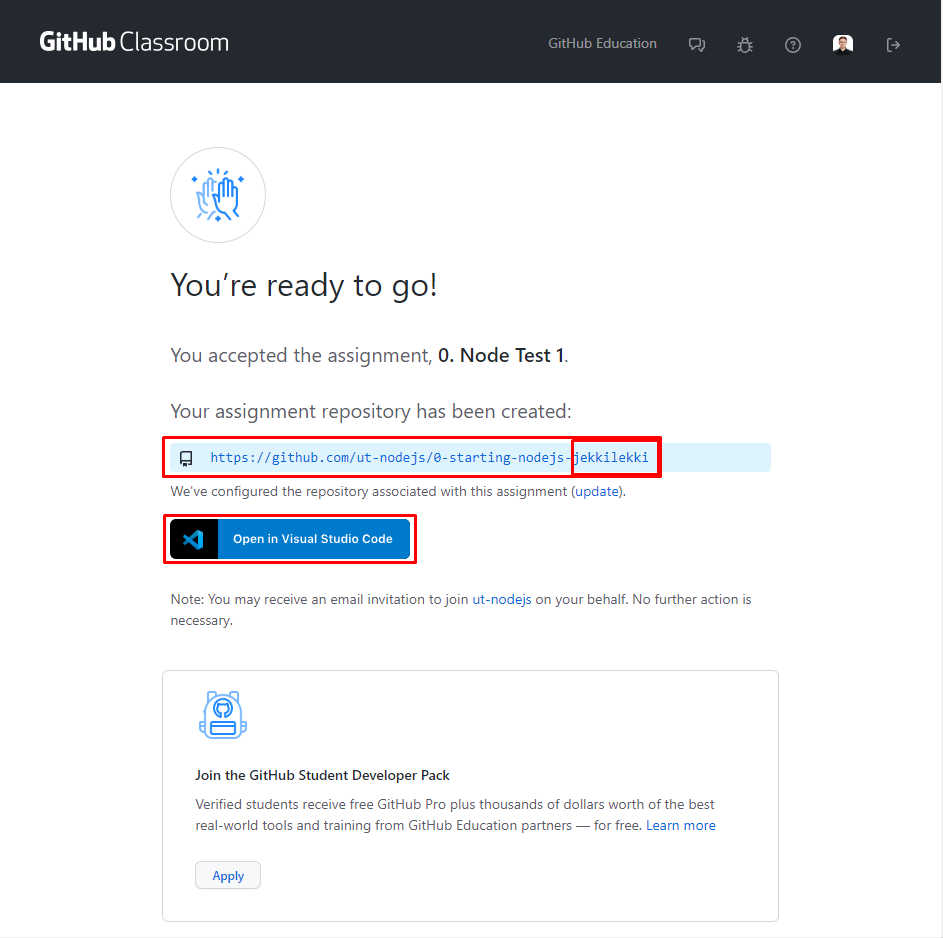 GitHub Classroom
GitHub Education
You’re ready to go!
You accepted the assignment, 0. Node Test 1.
Your assignment repository has been created:
https://github.com/ut-nodejs/0-starting-nodejs-jekkilekki
We've configured the repository associated with this assignment (update).
Open in Visual Studio Code
Note: You may receive an email invitation to join ut-nodejs on your behalf. No further action is
necessary.
Join the GitHub Student Developer Pack
Verified students receive free GitHub Pro plus thousands of dollars worth of the best
real-world tools and training from GitHub Education partners — for free. Learn more
Apply